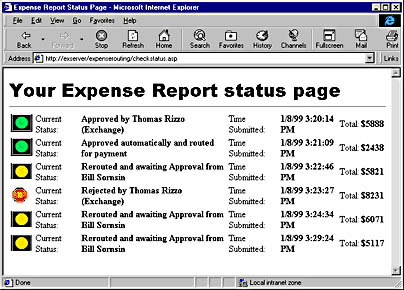 Expense Report Status Page - Microsoft Internet Explorer
File Edit View Go Favorites Help
Back Forward Stop Refresh Home Search Favorites History Channels Fullscreen Mail Print
Address http://exserver/expenserouting/checkstatus.asp Links
Your Expense Report status page
Current Status: Approved by Thomas Rizzo (Exchange) Time Submitted: 1/8/99 3:20:14 PM Total: $5888
Current Status: Approved automatically and routed for payment Time Submitted: 1/8/99 3:21:09 PM Total: $2438
Current Status: Rerouted and awaiting Approval from Bill Sornsin Time Submitted: 1/8/99 3:22:46 PM Total: $5821
Current Status: Rejected by Thomas Rizzo (Exchange) Time Submitted: 1/8/99 3:23:27 PM Total: $8231
Current Status: Rerouted and awaiting Approval from Bill Sornsin Time Submitted: 1/8/99 3:24:34 PM Total: $6071
Current Status: Rerouted and awaiting Approval from Bill Sornsin Time Submitted: 1/8/99 3:29:24 PM Total: $5117
Done Local intranet zone